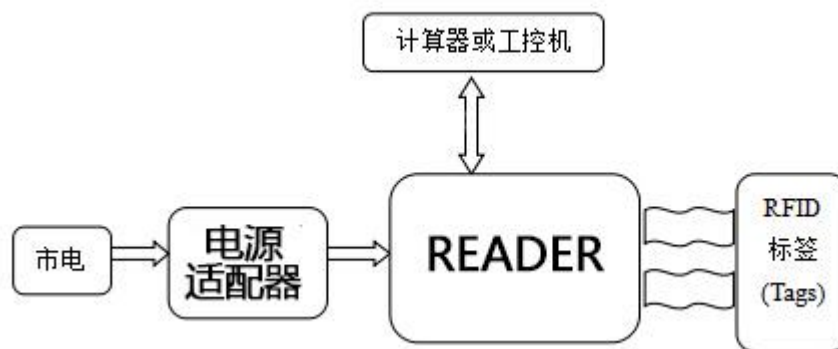 计算器或工控机
市电
电源
适配器
READER
RFID
标签
(Tags)